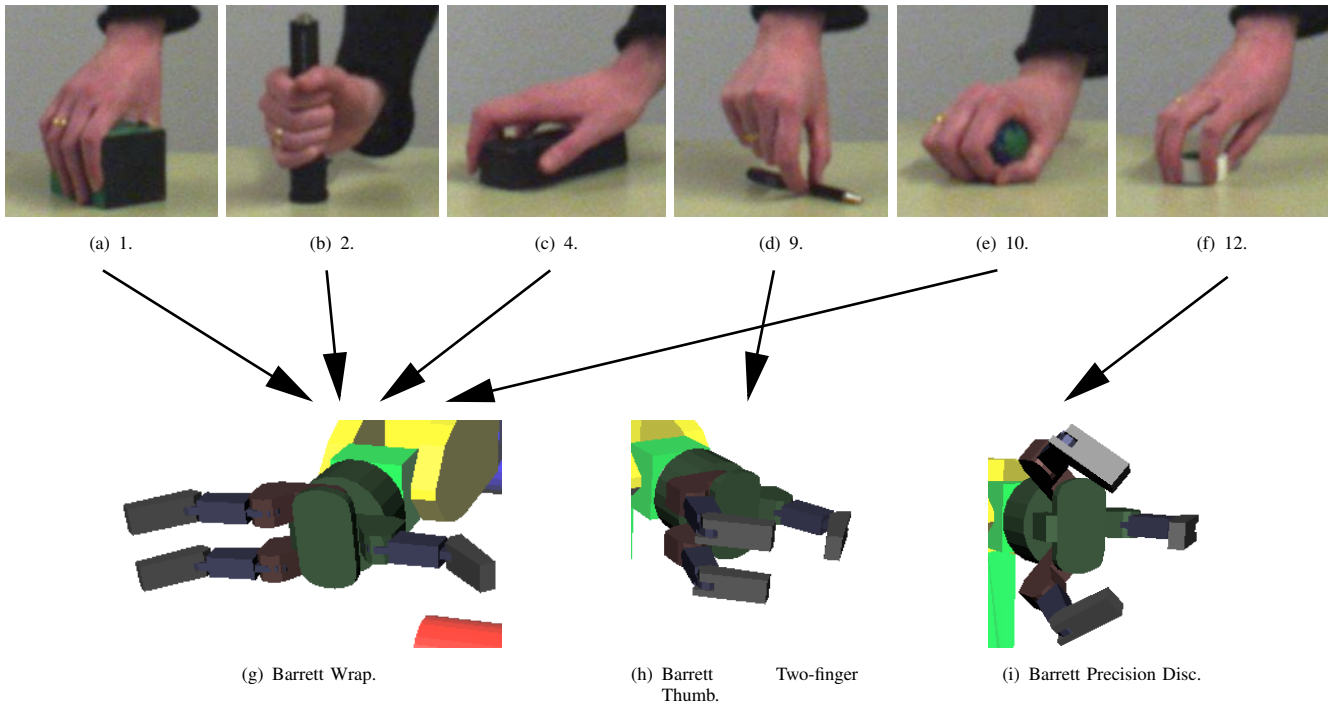 (a) 1.
(b) 2.
(c) 4.
(d) 9.
(e) 10.
(f) 12.
(g) Barrett Wrap.
(h) Barrett Two-finger
Thumb.
(i) Barrett Precision Disc.